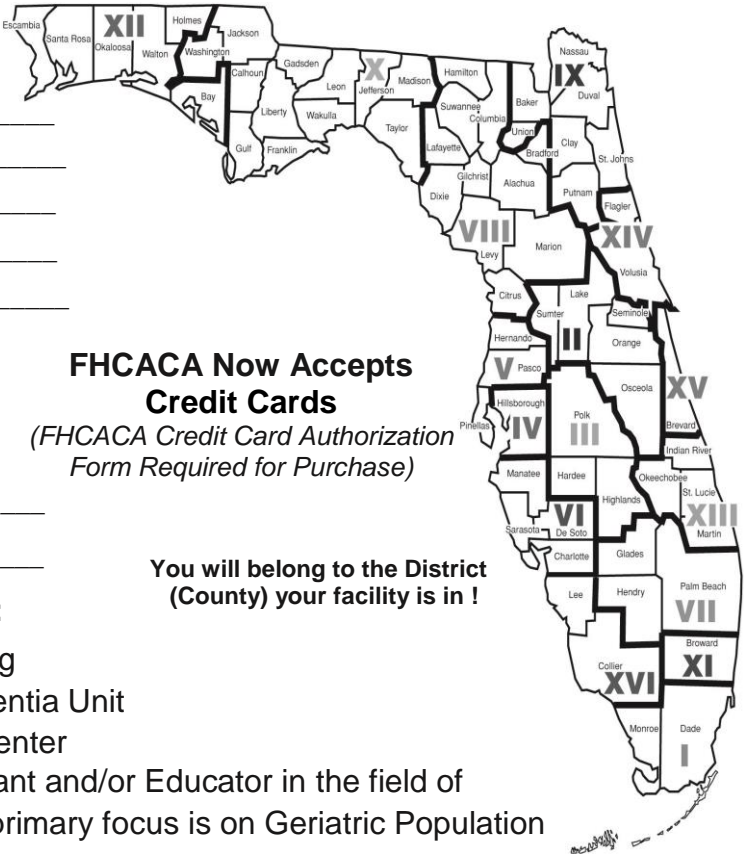 Escambia
Santa Rosa
Okaloosa
XII
Walton
Holmes
Washington
Jackson
Bay
Calhoun
Gulf
Liberty
Franklin
Gadsden
Leon
Wakulla
X
Jefferson
Madison
Taylor
Hamilton
Suwannee
Columbia
Lafayette
Dixie
Gilchrist
Baker
Union
Bradford
Alachua
Nassau
IX
Duval
Clay
St. Johns
Putnam
Flagler
VIII
Levy
Marion
XIV
Volusia
Citrus
Sumter
Lake
II
Seminole
Orange
Osceola
Hernando
V Pasco
XV
Brevard
Hillsborough
Pinellas
IV
Polk
III
Indian River
Okeechobee
St. Lucie
XIII
Martin
Manatee
Hardee
Highlands
Sarasota
VI
De Soto
Charlotte
Glades
Lee
Hendry
Palm Beach
VII
Collier
XVI
Broward
XI
Monroe
Dade
I
FHCACA Now Accepts
Credit Cards
(FHCACA Credit Card Authorization
Form Required for Purchase)
You will belong to the District
(County) your facility is in !
:
g
entia Unit
enter
ant and/or Educator in the field of
primary focus is on Geriatric Population